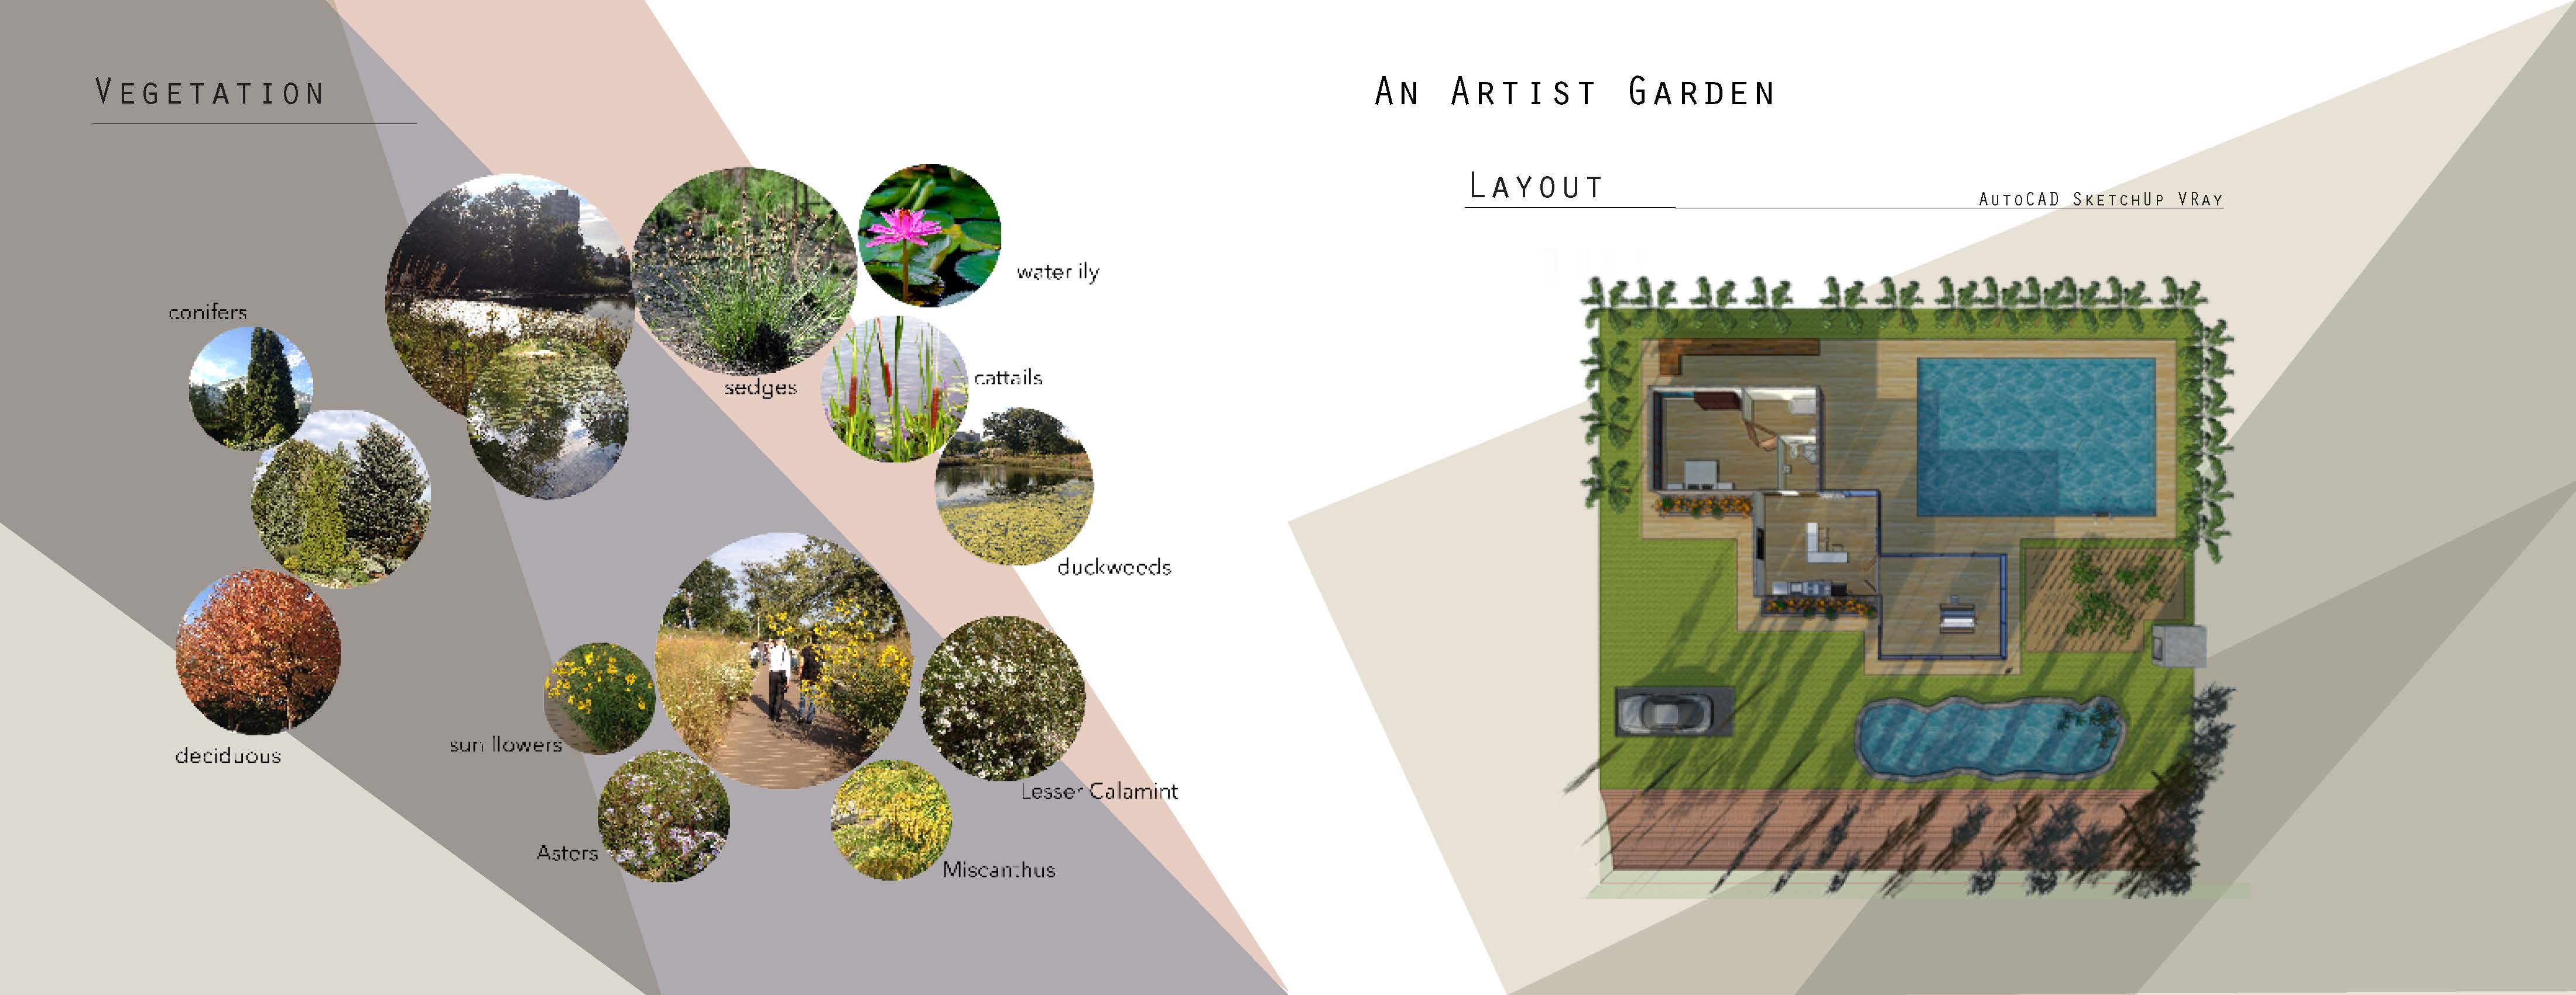 VEGETATION
conifers
deciduous
sedges
water ily
cattails
duckweeds
sun flowers
Asters
Lesser Calamint
Miscanthus
AN ARTIST GARDEN
LAYOUT
AUTOCAD SKETCHUP VRAY